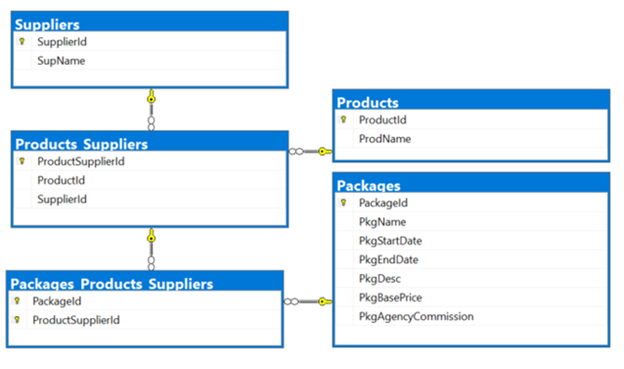 Suppliers
SupplierId
SupName
Products
ProductId
ProdName
Products_Suppliers
ProductSupplierId
ProductId
SupplierId
Packages
PackageId
PkgName
PkgStartDate
PkgEndDate
PkgDesc
PkgBasePrice
PkgAgencyCommission
Packages_Products_Suppliers
PackageId
ProductSupplierId